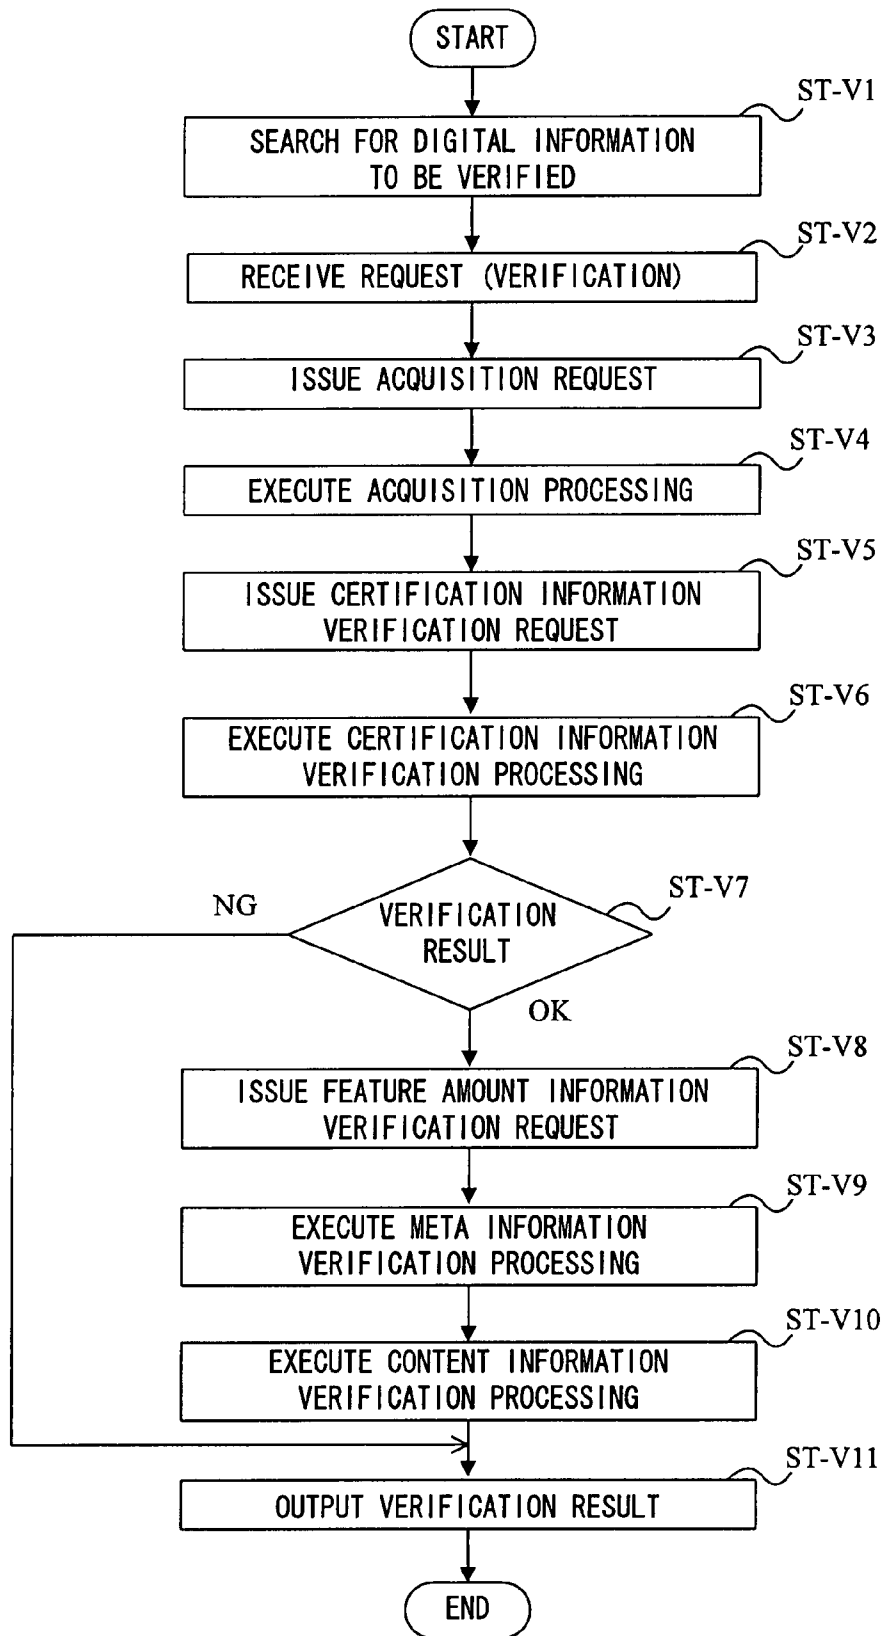 START
ST-V1
SEARCH FOR DIGITAL INFORMATION
TO BE VERIFIED
ST-V2
RECEIVE REQUEST (VERIFICATION)
ST-V3
ISSUE ACQUISITION REQUEST
ST-V4
EXECUTE ACQUISITION PROCESSING
ST-V5
ISSUE CERTIFICATION INFORMATION
VERIFICATION REQUEST
ST-V6
EXECUTE CERTIFICATION INFORMATION
VERIFICATION PROCESSING
ST-V7
NG
VERIFICATION
RESULT
OK
ST-V8
ISSUE FEATURE AMOUNT INFORMATION
VERIFICATION REQUEST
ST-V9
EXECUTE META INFORMATION
VERIFICATION PROCESSING
ST-V10
EXECUTE CONTENT INFORMATION
VERIFICATION PROCESSING
ST-V11
OUTPUT VERIFICATION RESULT
END